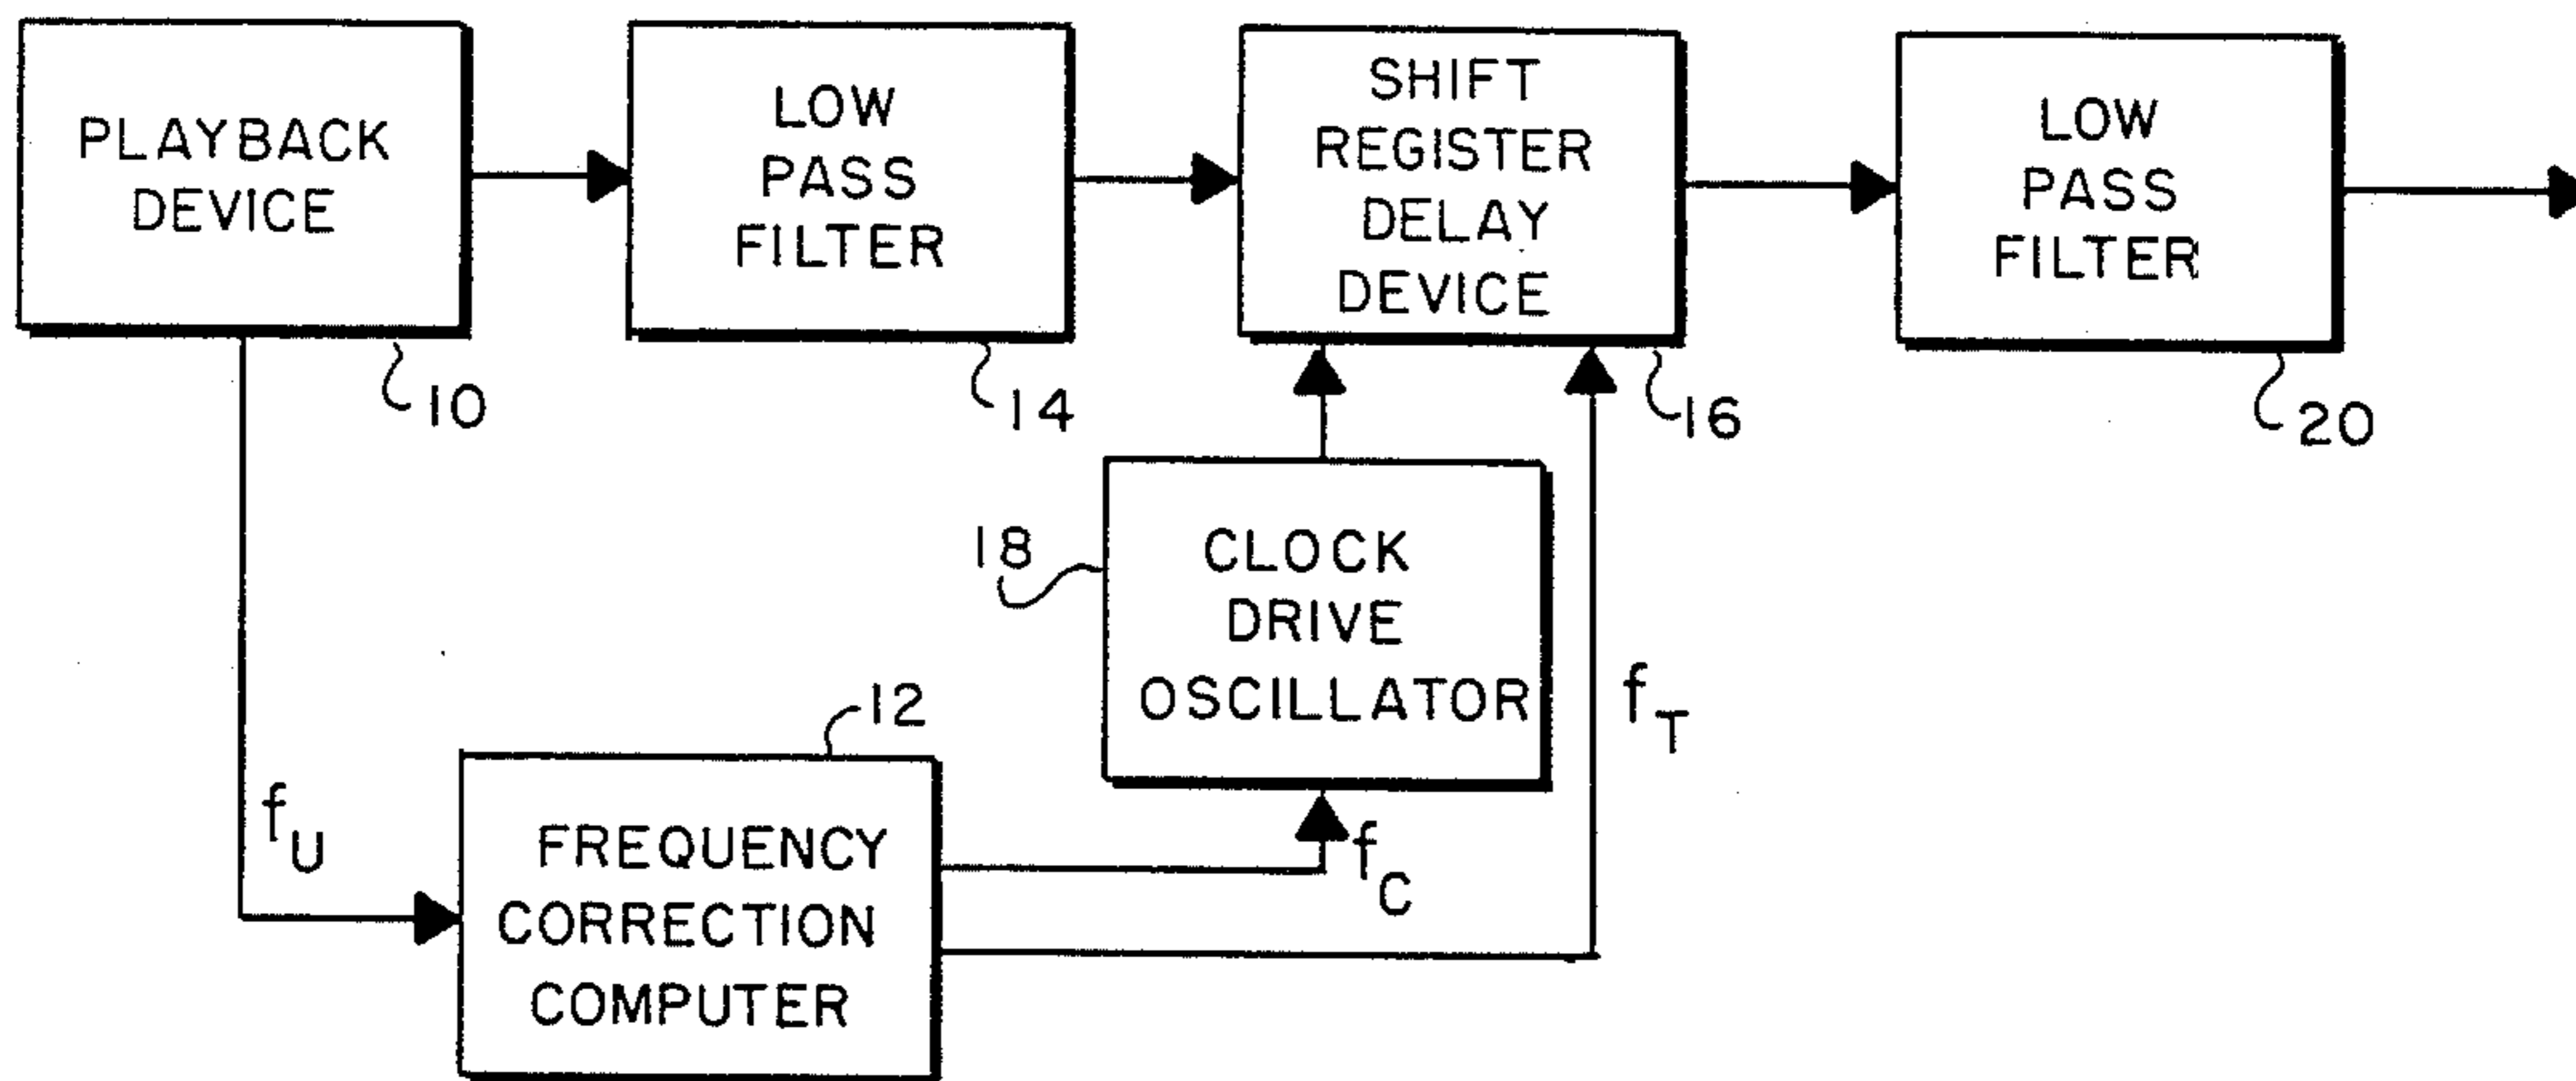 PLAYBACK
DEVICE
10
LOW
PASS
FILTER
14
SHIFT
REGISTER
DELAY
DEVICE
16
LOW
PASS
FILTER
20
18
CLOCK
DRIVE
OSCILLATOR
fT
fC
fU
12
FREQUENCY
CORRECTION
COMPUTER